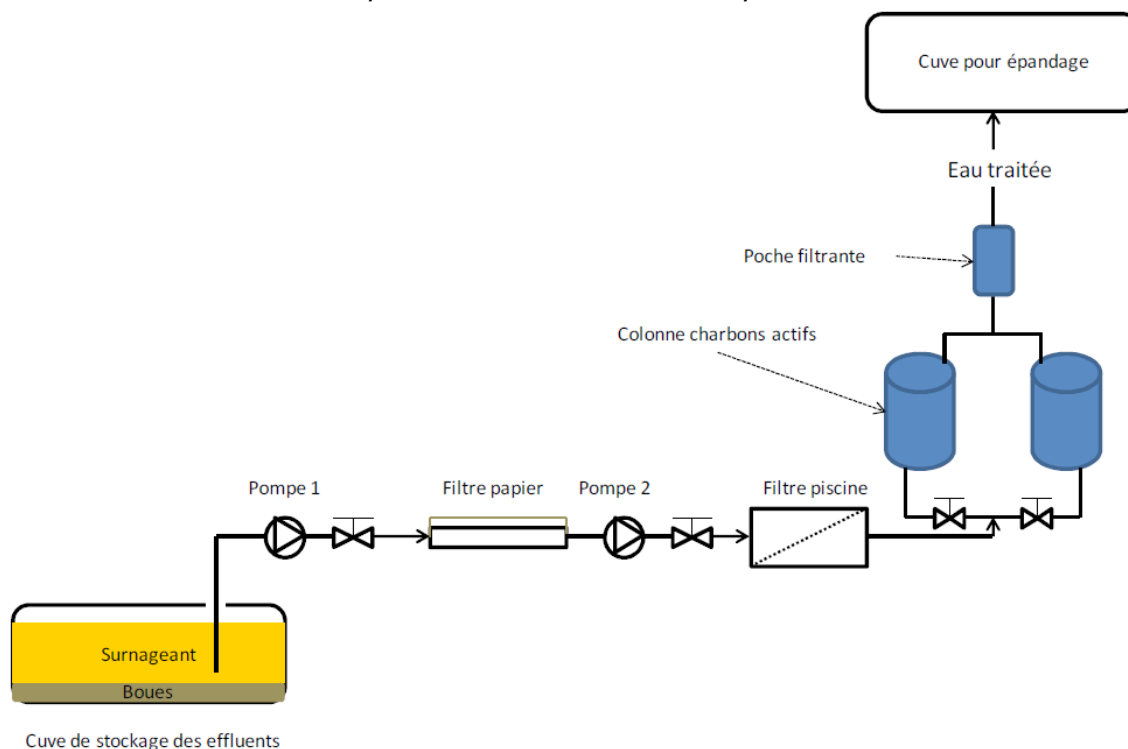 Cuve pour épandage
Eau traitée
Poche filtrante
Colonne charbons actifs
Pompe 1
Filtre papier
Pompe 2
Filtre piscine
Surnageant
Boues
Cuve de stockage des effluents